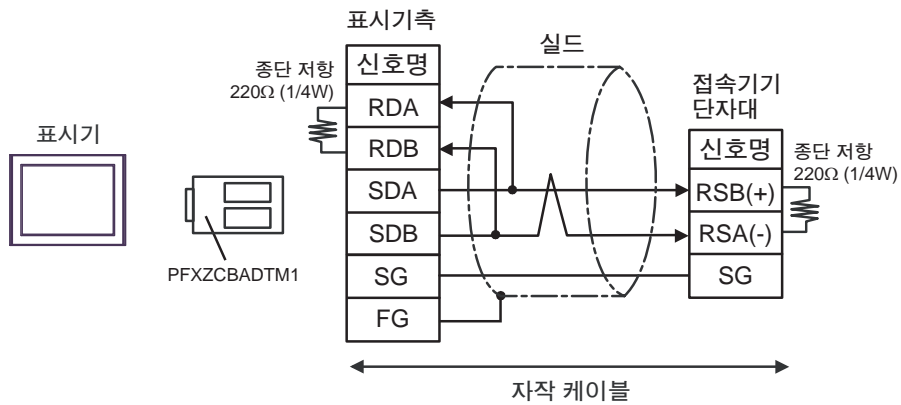 표시기측
실드
종단 저항
220Ω (1/4W)
신호명
RDA
RDB
SDA
SDB
SG
FG
표시기
PFXZCBADTM1
접속기기
단자대
신호명
RSB(+)
RSA(-)
SG
종단 저항
220Ω (1/4W)
자작 케이블